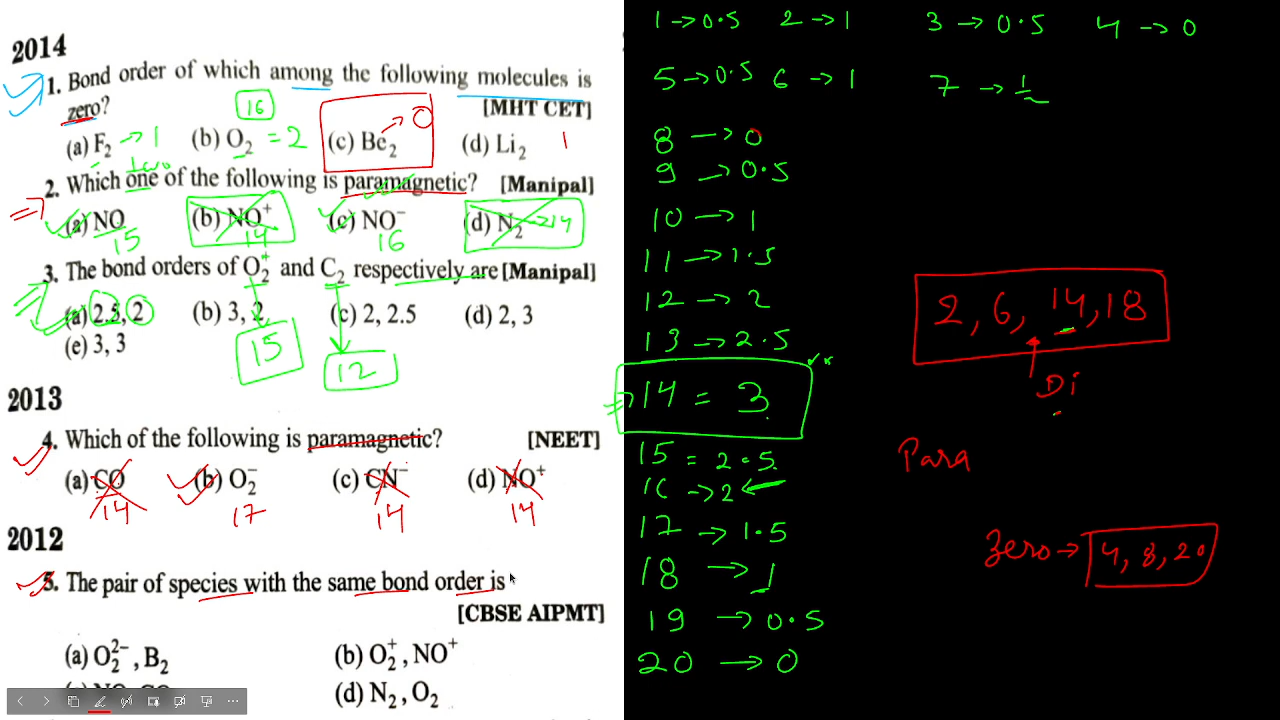 2014
1. Bond order of which among the following molecules is
zero? [MHT CET]
16
(a) F₂ → 1 (b) O₂ = 2 (c) Be₂ → 0 (d) Li₂ 1
two
2. Which one of the following is paramagnetic? [Manipal]
(a) NO (b) NO⁺ (c) NO⁻ (d) N₂ → 14
15 14 16
3. The bond orders of O₂⁺ and C₂ respectively are [Manipal]
(a) 2.5, 2 (b) 3, 2 (c) 2, 2.5 (d) 2, 3
(e) 3, 3
15 12
2013
4. Which of the following is paramagnetic? [NEET]
(a) CO (b) O₂⁻ (c) CN⁻ (d) NO⁺
14 17 14 14
2012
5. The pair of species with the same bond order is
[CBSE AIPMT]
(a) O₂²⁻, B₂ (b) O₂⁺, NO⁺
(d) N₂, O₂
1 → 0.5 2 → 1 3 → 0.5 4 → 0
5 → 0.5 6 → 1 7 → 1/2
8 → 0
9 → 0.5
10 → 1
11 → 1.5
12 → 2
13 → 2.5
⇒ 14 = 3
15 = 2.5
16 → 2
17 → 1.5
18 → 1
19 → 0.5
20 → 0
2, 6, 14, 18
Di
Para
Zero → 4, 8, 20